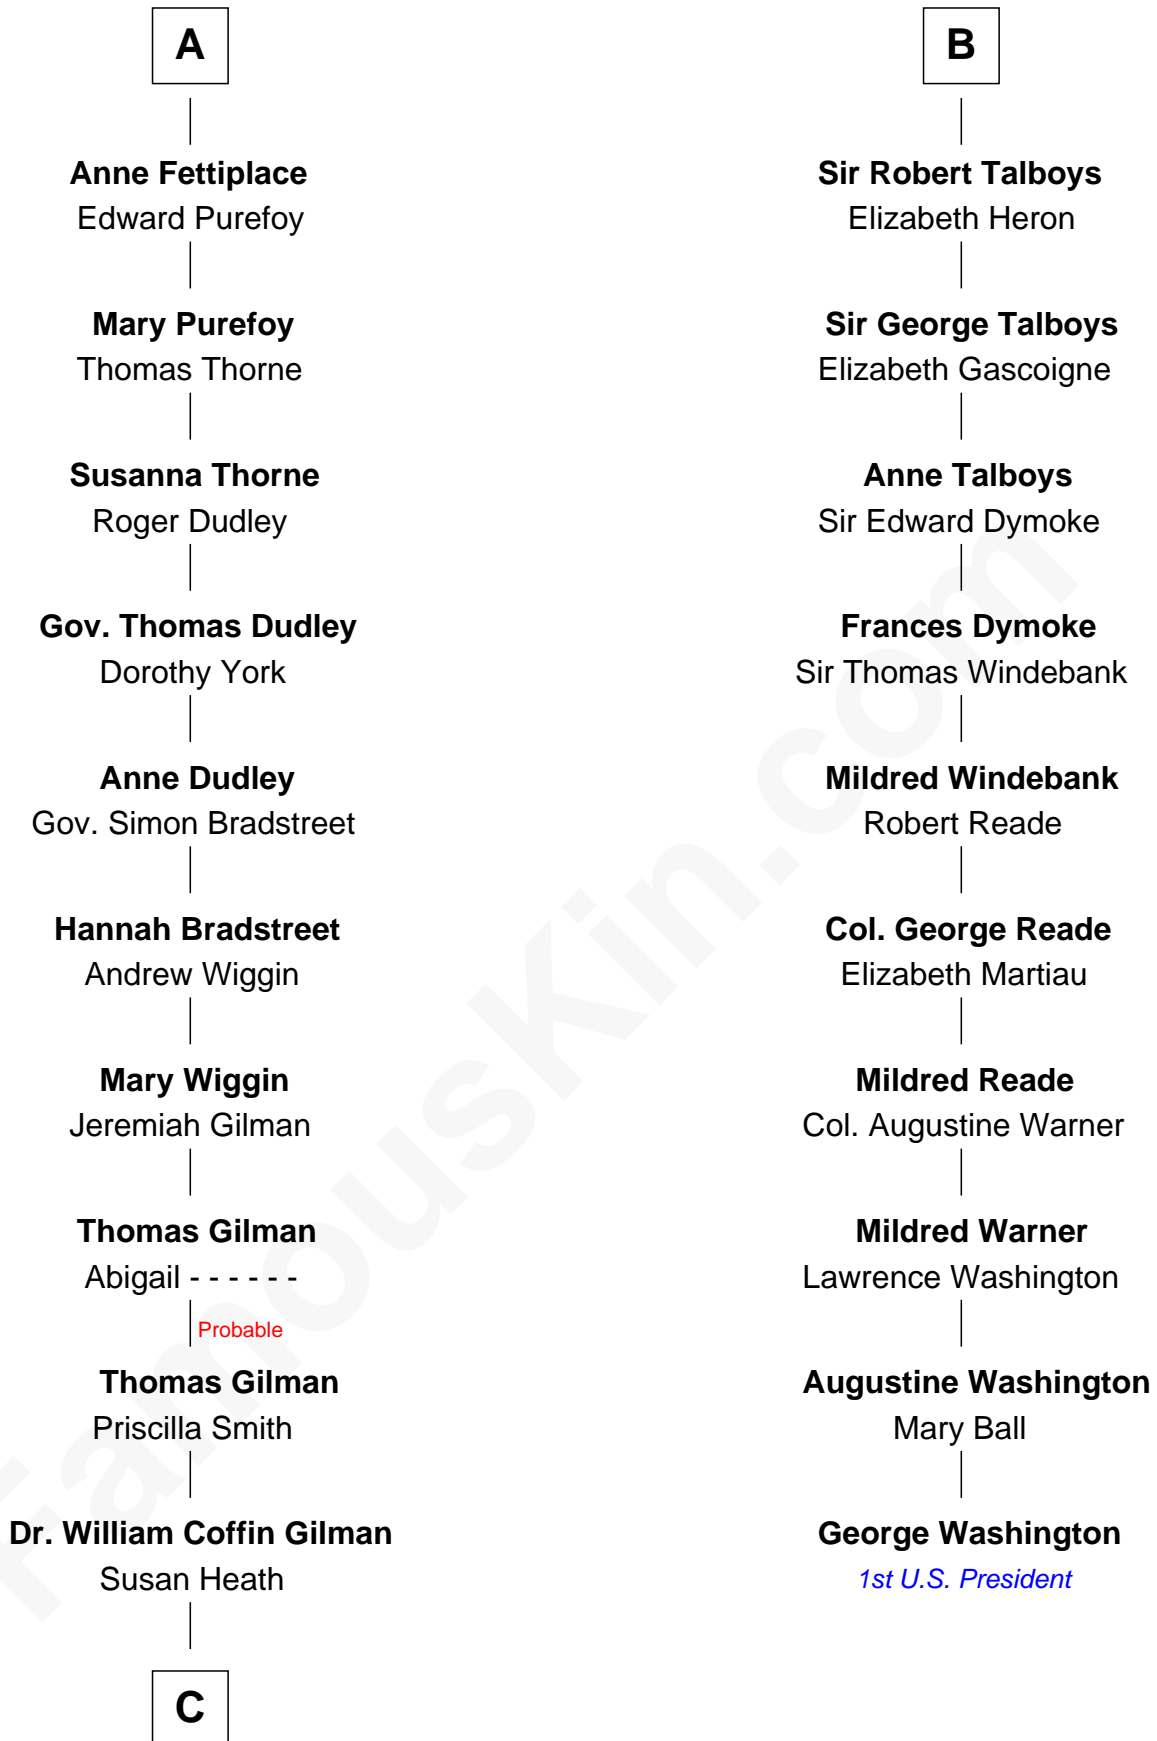 A
Anne Fettiplace
Edward Purefoy
Mary Purefoy
Thomas Thorne
Susanna Thorne
Roger Dudley
Gov. Thomas Dudley
Dorothy York
Anne Dudley
Gov. Simon Bradstreet
Hannah Bradstreet
Andrew Wiggin
Mary Wiggin
Jeremiah Gilman
Thomas Gilman
Abigail - - - - - -
Probable
Thomas Gilman
Priscilla Smith
Dr. William Coffin Gilman
Susan Heath
C
B
Sir Robert Talboys
Elizabeth Heron
Sir George Talboys
Elizabeth Gascoigne
Anne Talboys
Sir Edward Dymoke
Frances Dymoke
Sir Thomas Windebank
Mildred Windebank
Robert Reade
Col. George Reade
Elizabeth Martiau
Mildred Reade
Col. Augustine Warner
Mildred Warner
Lawrence Washington
Augustine Washington
Mary Ball
George Washington
1st U.S. President
FamousKin.com